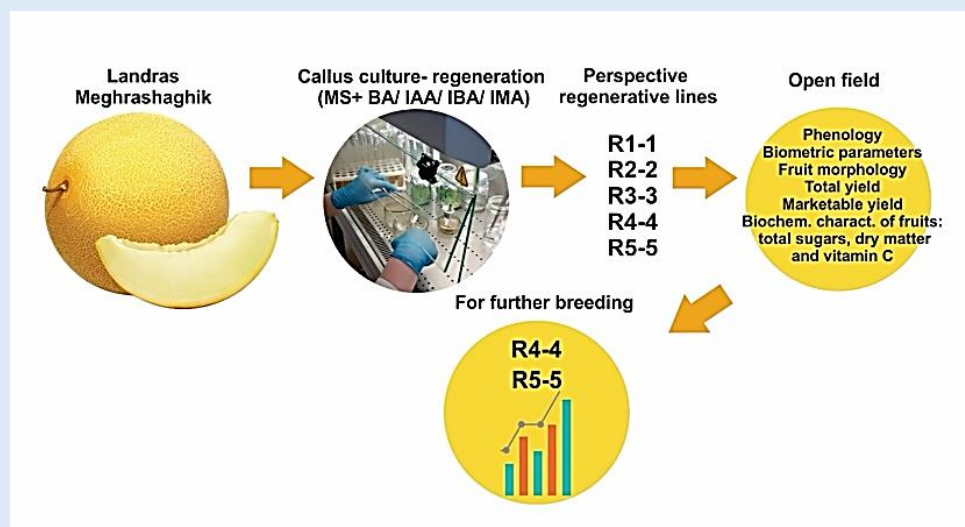 Landras
Meghrashaghik
Callus culture- regeneration
(MS+ BA/ IAA/ IBA/ IMA)
Perspective
regenerative lines
R1-1
R2-2
R3-3
R4-4
R5-5
Open field
Phenology
Biometric parameters
Fruit morphology
Total yield
Marketable yield
Biochem. charact. of fruits:
total sugars, dry matter
and vitamin C
For further breeding
R4-4
R5-5